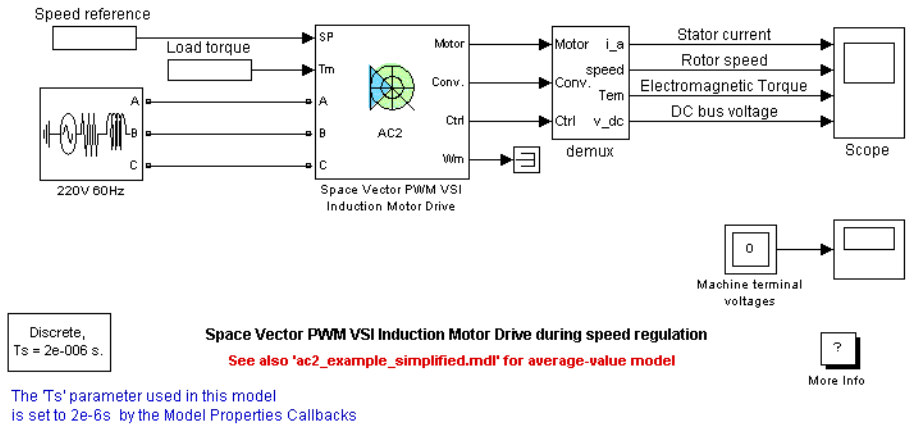 Speed reference
Load torque
SP
Tm
A
B
C
A
B
C
220V 60Hz
AC2
Motor
Conv.
Ctrl
Wm
Space Vector PWM VSI
Induction Motor Drive
Motor
Conv.
Ctrl
i_a
speed
Tem
v_dc
demux
Stator current
Rotor speed
Electromagnetic Torque
DC bus voltage
Scope
0
Machine terminal
voltages
Discrete,
Ts = 2e-006 s.
Space Vector PWM VSI Induction Motor Drive during speed regulation
See also 'ac2_example_simplified.mdl' for average-value model
?
More Info
The 'Ts' parameter used in this model
is set to 2e-6s  by the Model Properties Callbacks